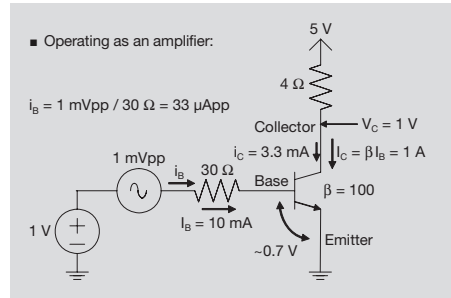 ■ Operating as an amplifier:
5 V
4 Ω
i_B = 1 mVpp / 30 Ω = 33 µApp
Collector
V_C = 1 V
i_C = 3.3 mA
I_C = βI_B = 1 A
1 mVpp
i_B
30 Ω
Base
β = 100
1 V
I_B = 10 mA
~0.7 V
Emitter